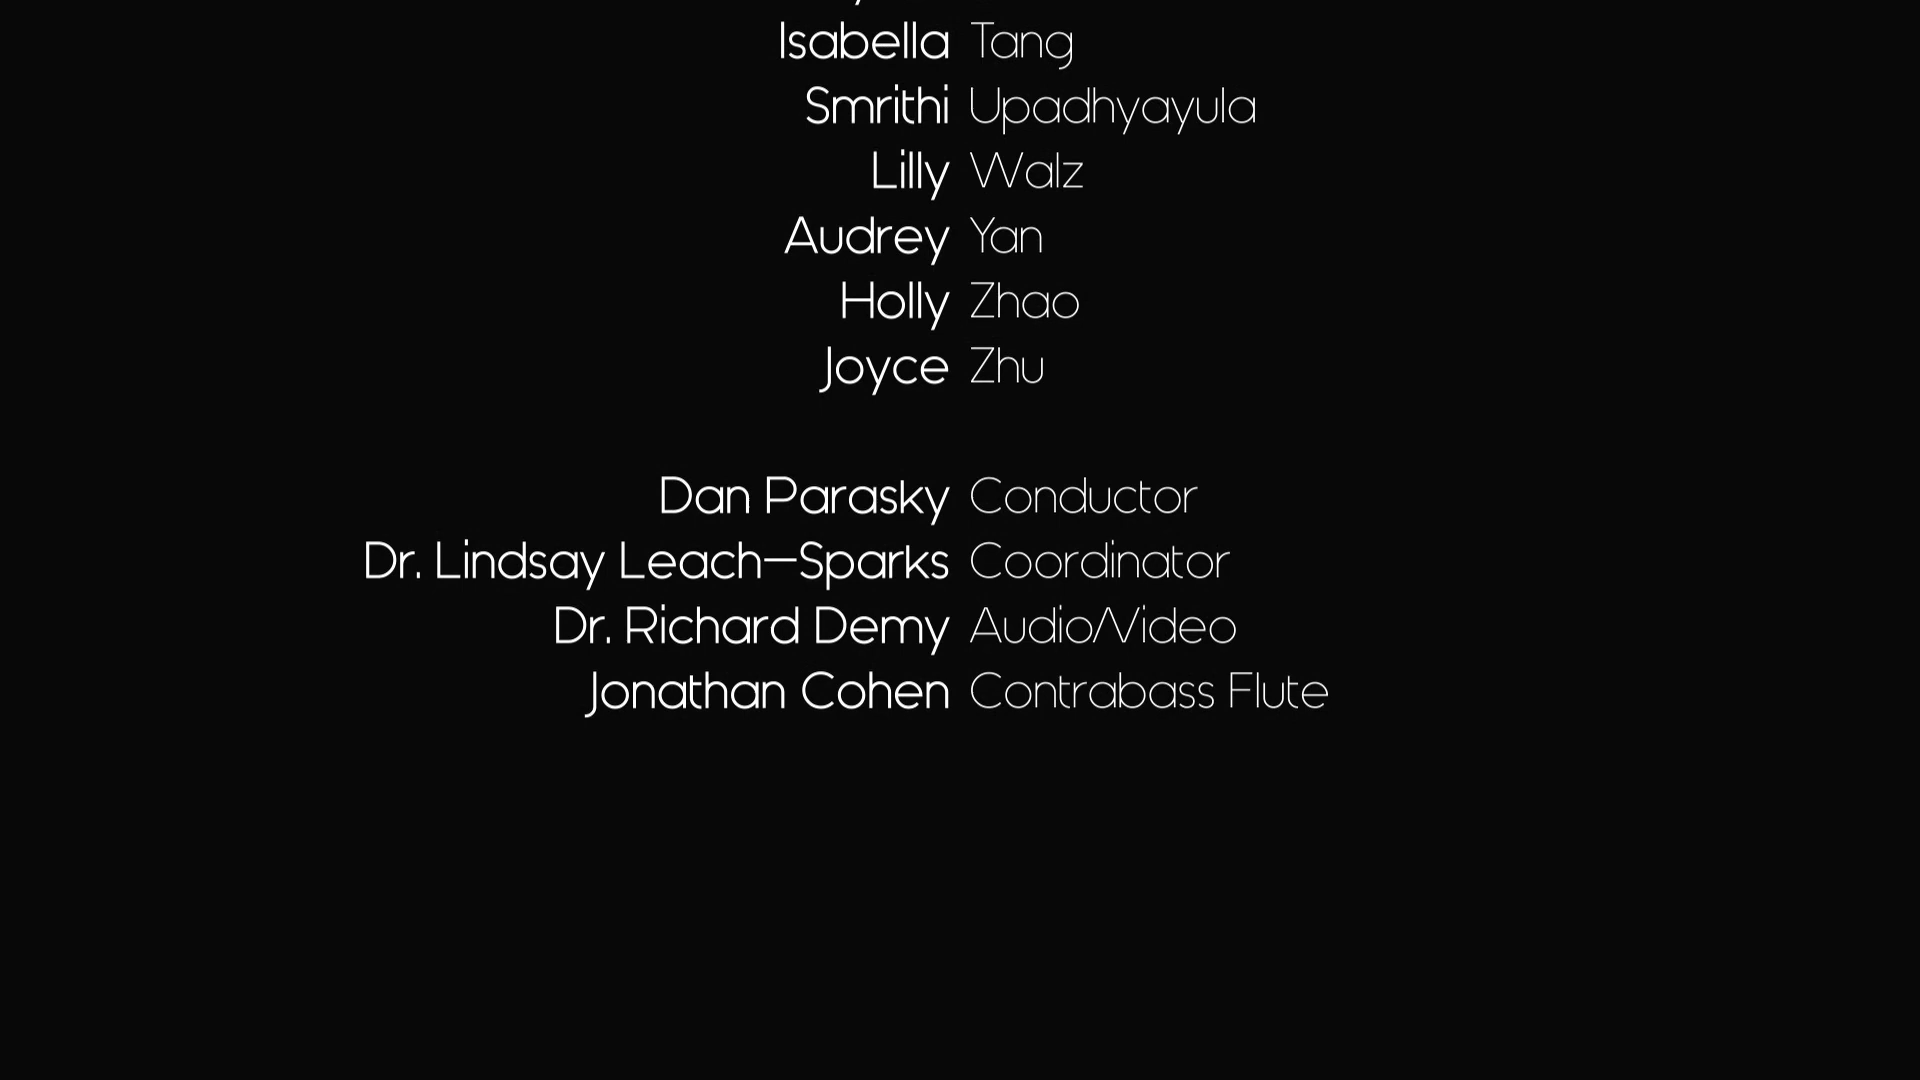 Isabella Tang
Smrithi Upadhyayula
Lilly Walz
Audrey Yan
Holly Zhao
Joyce Zhu
Dan Parasky Conductor
Dr. Lindsay Leach–Sparks Coordinator
Dr. Richard Demy Audio/Video
Jonathan Cohen Contrabass Flute